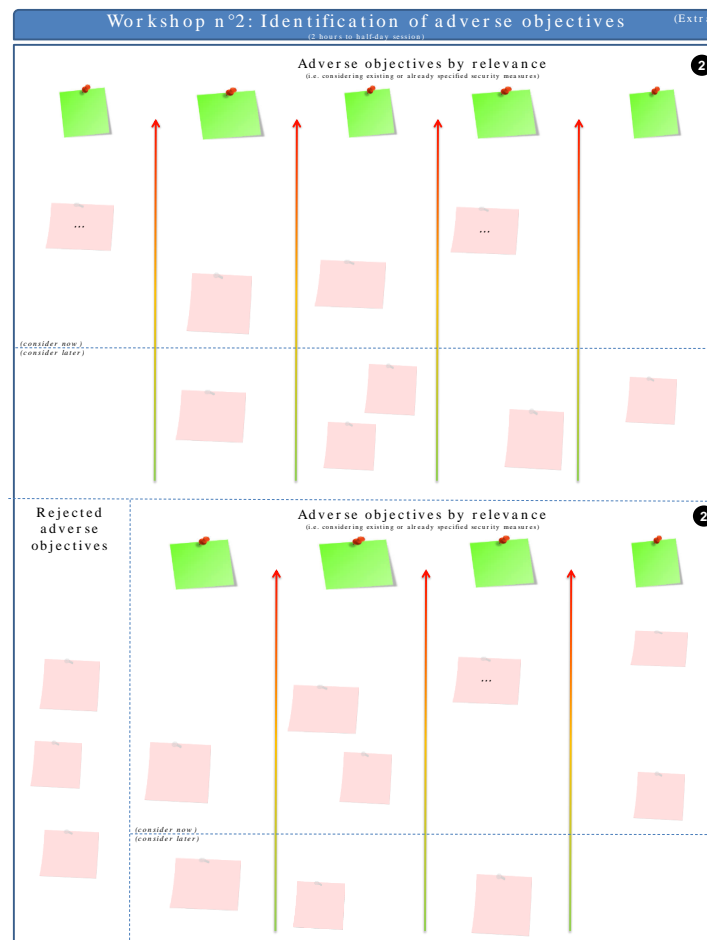 Workshop n°2: Identification of adverse objectives
(Extra
(2 hours to half-day session)
Adverse objectives by relevance
2
(i.e. considering existing or already specified security measures)
...
...
(consider now)
(consider later)
Rejected
adverse
objectives
Adverse objectives by relevance
2
(i.e. considering existing or already specified security measures)
...
(consider now)
(consider later)